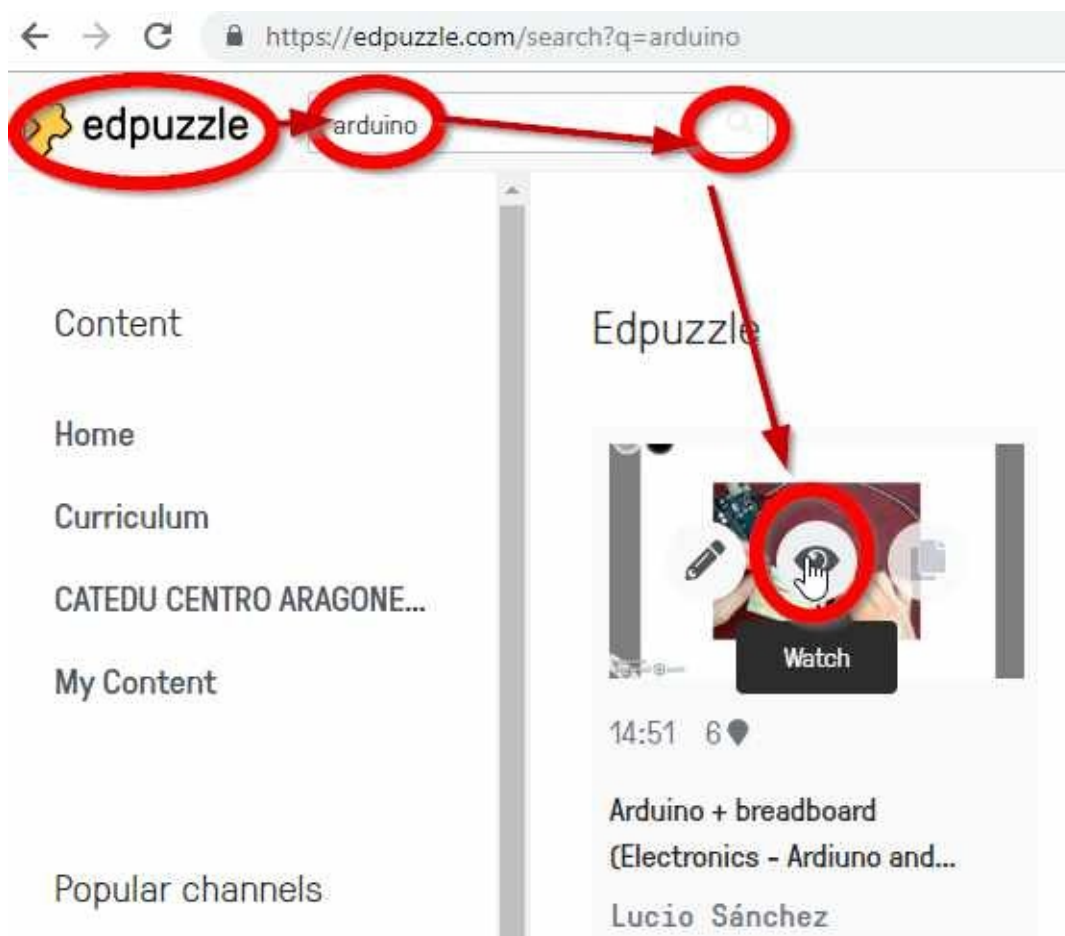 https://edpuzzle.com/search?q=arduino
edpuzzle
arduino
Content
Home
Curriculum
CATEDU CENTRO ARAGONE...
My Content
Popular channels
Edpuzzle
Watch
14:51 6
Arduino + breadboard
(Electronics - Ardiuno and...
Lucio Sánchez